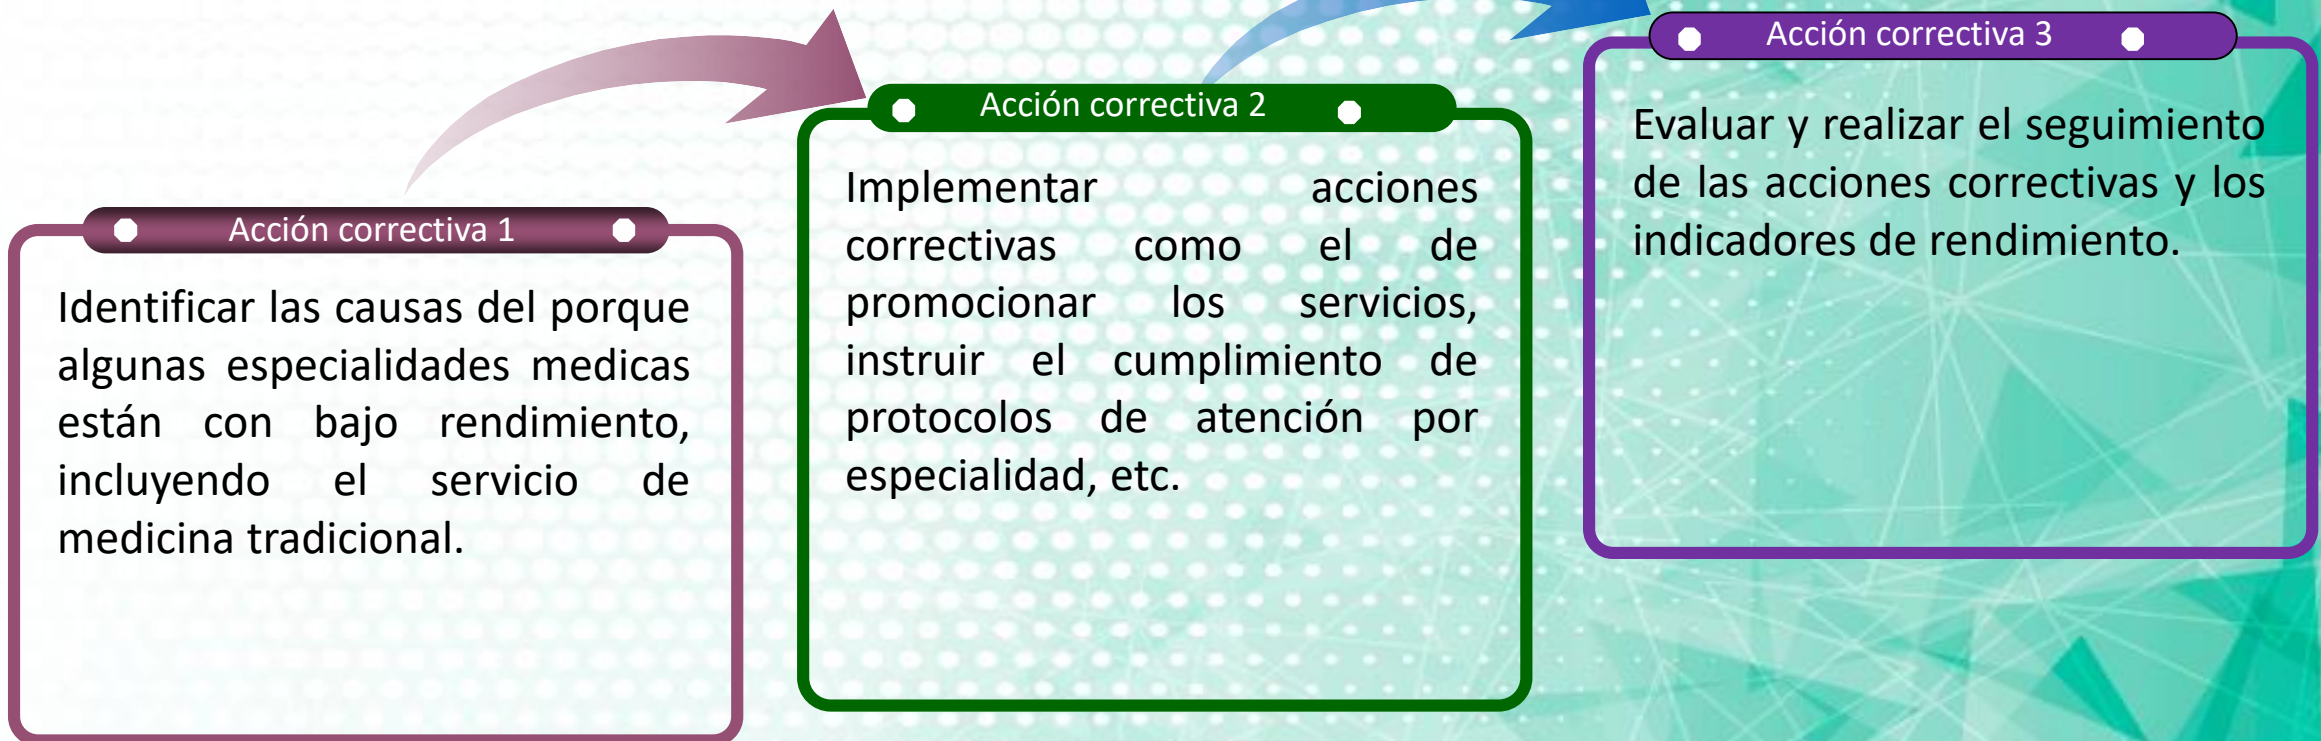 Acción correctiva 1
Identificar las causas del porque
algunas especialidades medicas
están con bajo rendimiento,
incluyendo el servicio de
medicina tradicional.
Acción correctiva 2
Implementar acciones
correctivas como el de
promocionar los servicios,
instruir el cumplimiento de
protocolos de atención por
especialidad, etc.
Acción correctiva 3
Evaluar y realizar el seguimiento
de las acciones correctivas y los
indicadores de rendimiento.